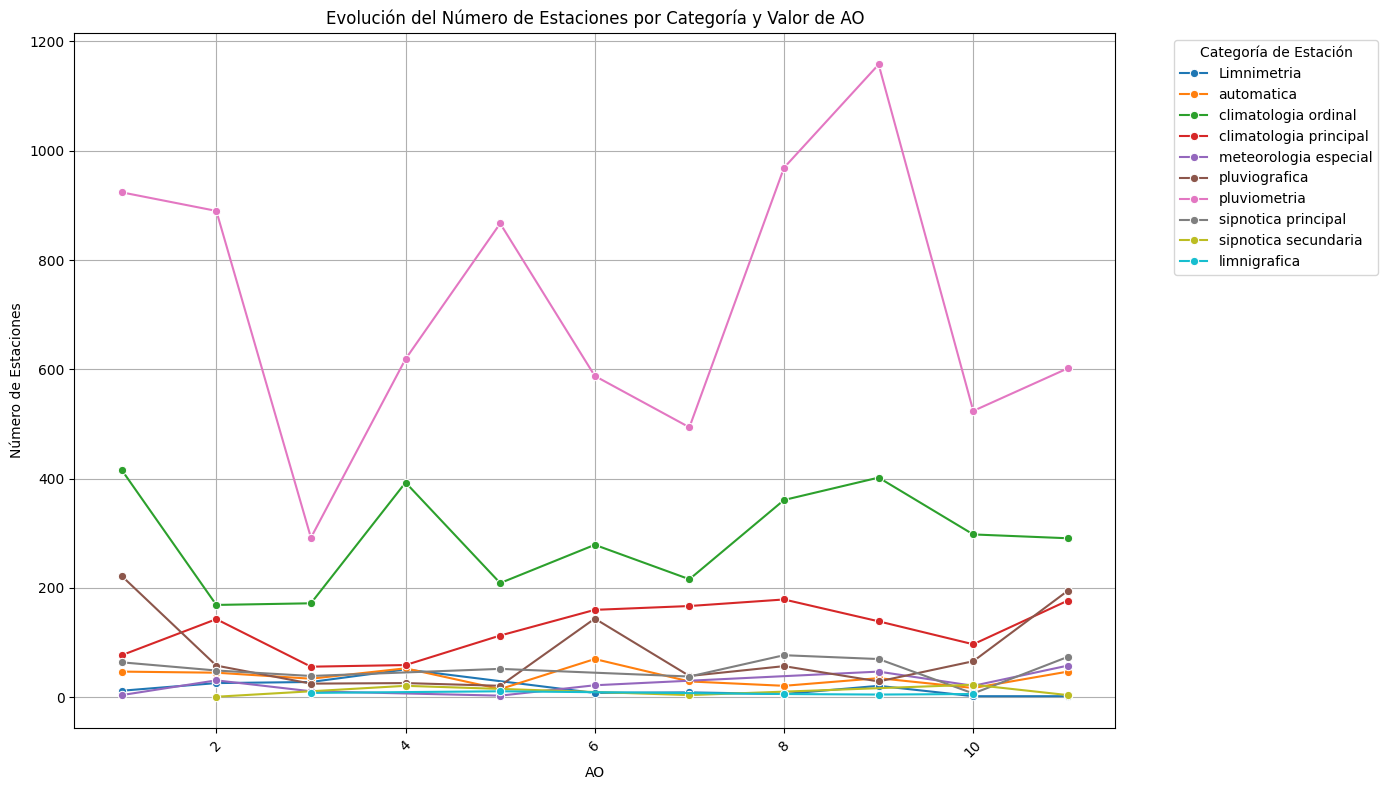 Evolución del Número de Estaciones por Categoría y Valor de AO
Categoría de Estación
Limnimetria
automatica
climatologia ordinal
climatologia principal
meteorologia especial
pluviografica
pluviometria
sipnotica principal
sipnotica secundaria
limnigrafica
Número de Estaciones
1200
1000
800
600
400
200
0
2
4
6
8
10
AO